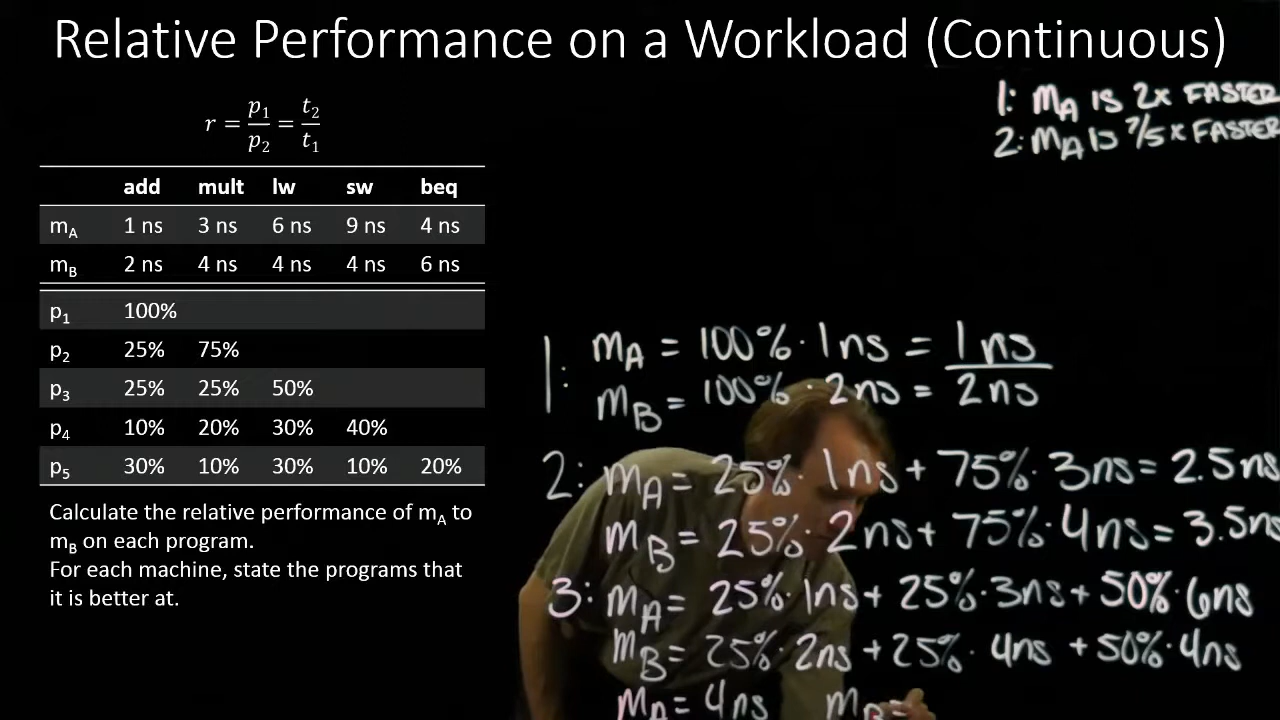 Relative Performance on a Workload (Continuous)
1: mA is 2x FASTER
2: mA is 7/5 x FASTER
r = p1/p2 = t2/t1
add mult lw sw beq
mA 1 ns 3 ns 6 ns 9 ns 4 ns
mB 2 ns 4 ns 4 ns 4 ns 6 ns
p1 100%
p2 25% 75%
p3 25% 25% 50%
p4 10% 20% 30% 40%
p5 30% 10% 30% 10% 20%
Calculate the relative performance of mA to
mB on each program.
For each machine, state the programs that
it is better at.
1: mA = 100% · 1ns = 1ns
mB = 100% · 2ns = 2ns
2: mA = 25% · 1ns + 75% · 3ns = 2.5ns
mB = 25% · 2ns + 75% · 4ns = 3.5ns
3: mA = 25% · 1ns + 25% · 3ns + 50% · 6ns
mB = 25% · 2ns + 25% · 4ns + 50% · 4ns
mA = 4ns mB =